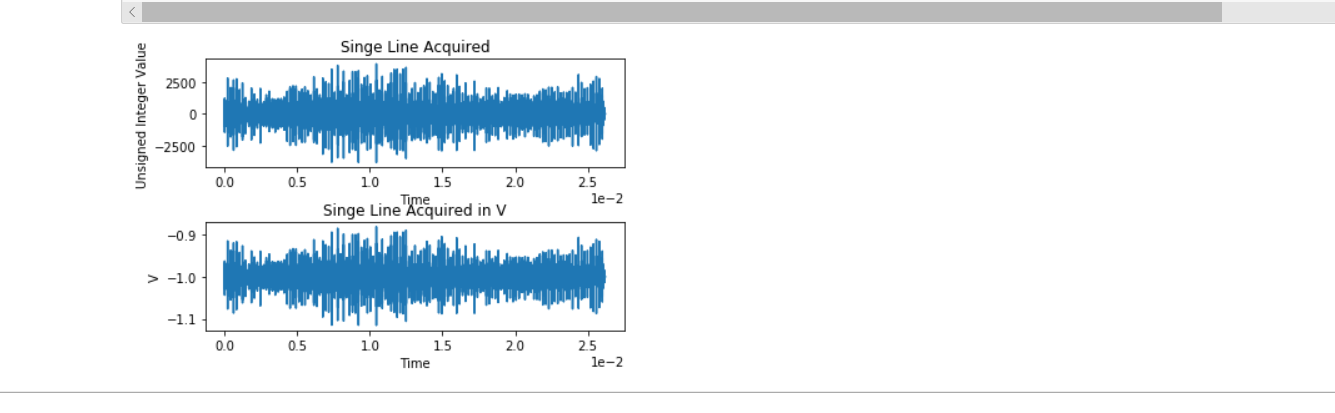 Singe Line Acquired
Unsigned Integer Value
2500
0
−2500
0.0 0.5 1.0 1.5 2.0 2.5
1e−2
Time
Singe Line Acquired in V
V
−0.9
−1.0
−1.1
0.0 0.5 1.0 1.5 2.0 2.5
1e−2
Time